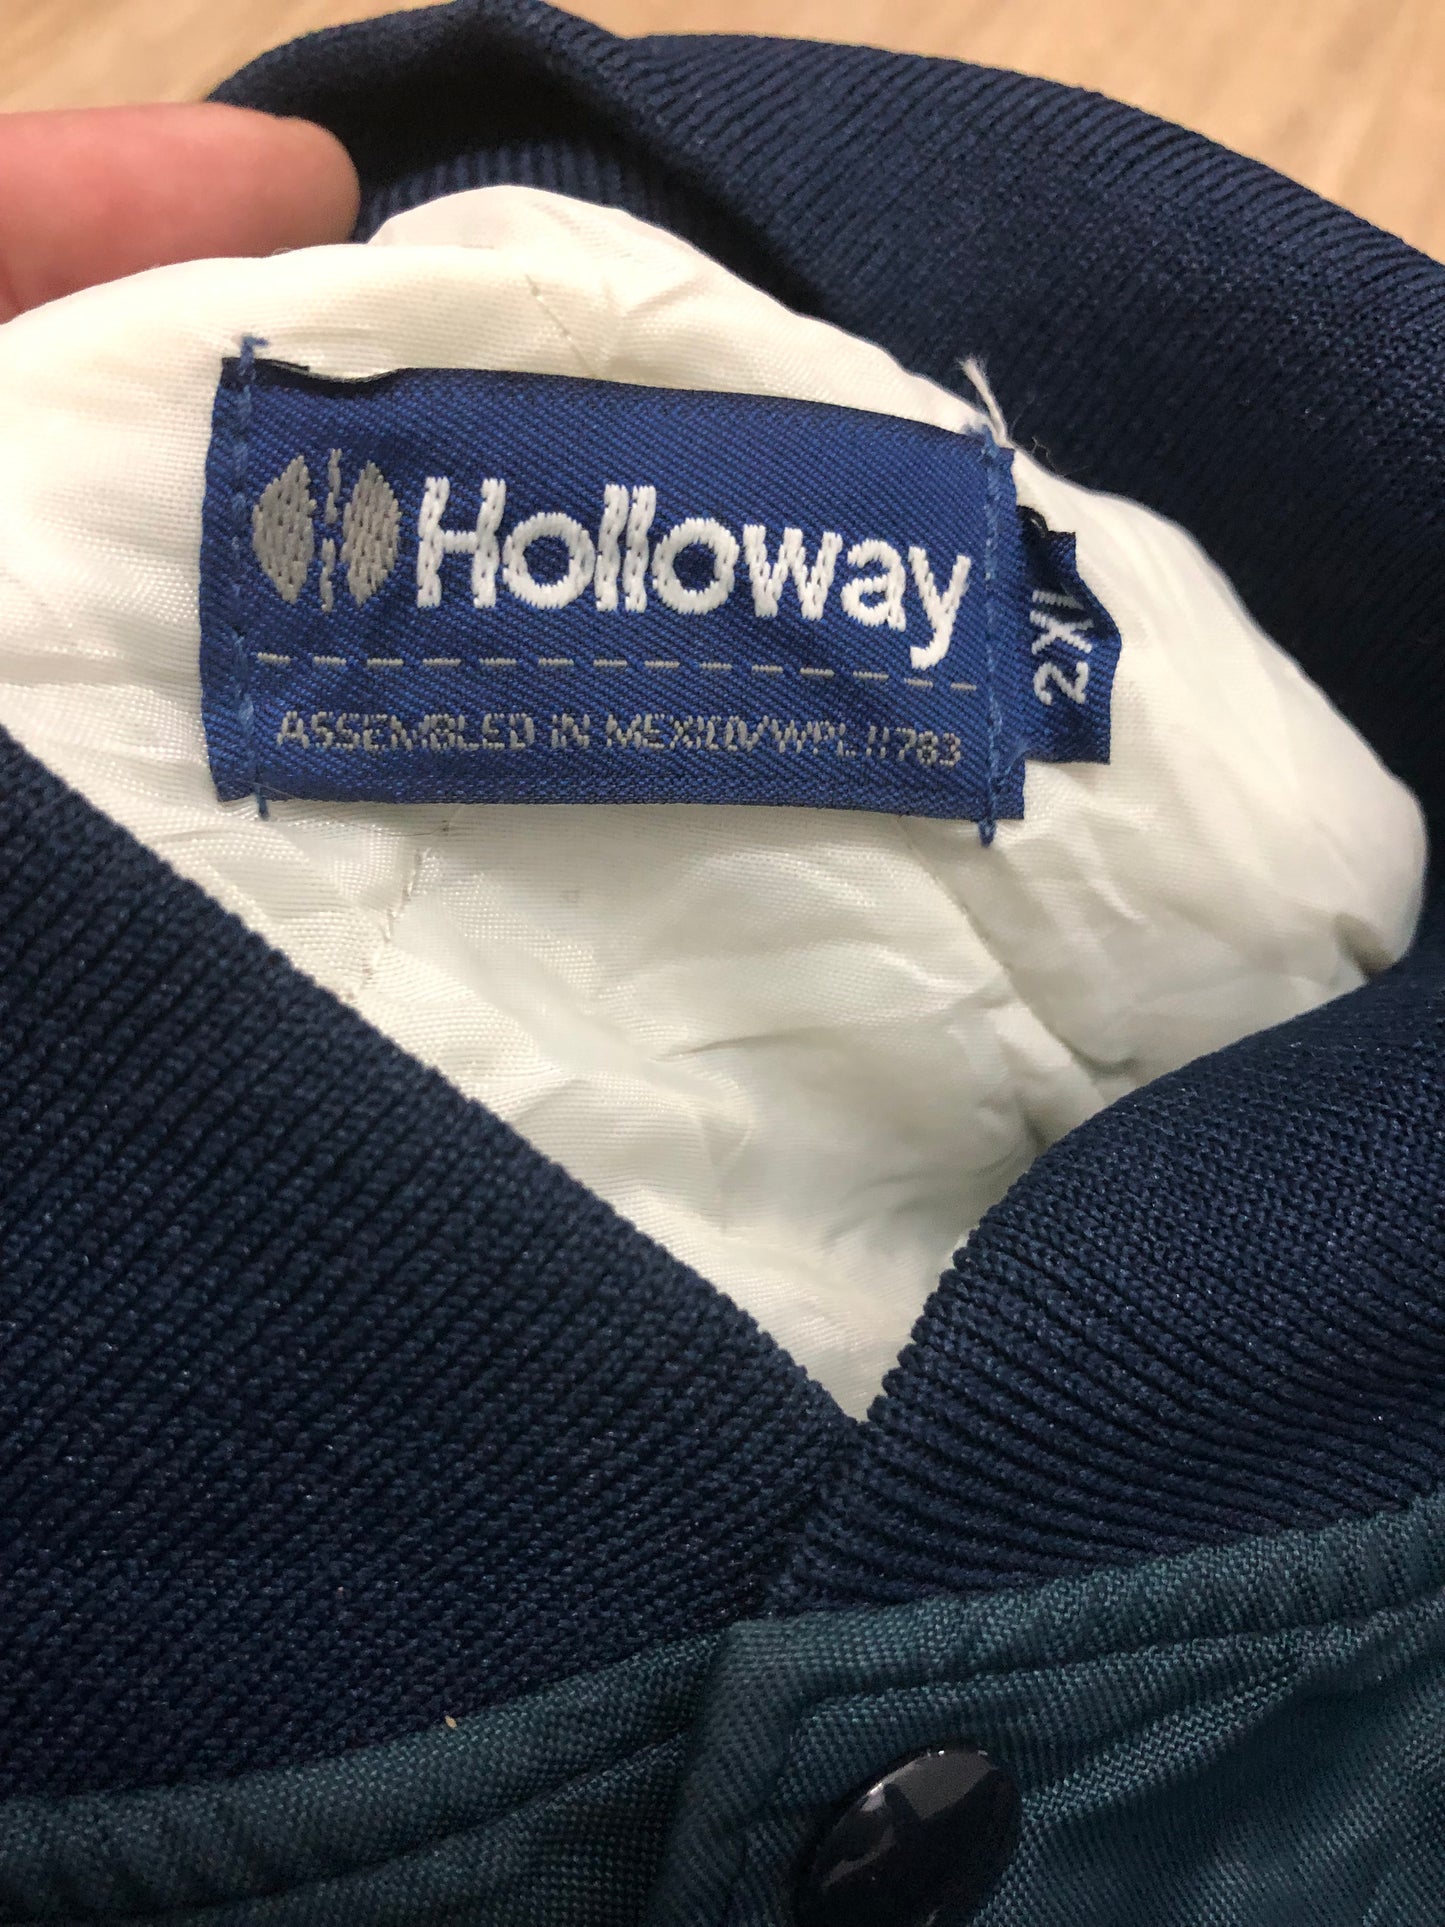 Holloway
ASSEMBLED IN MEXICO/WPL 11783
2XL